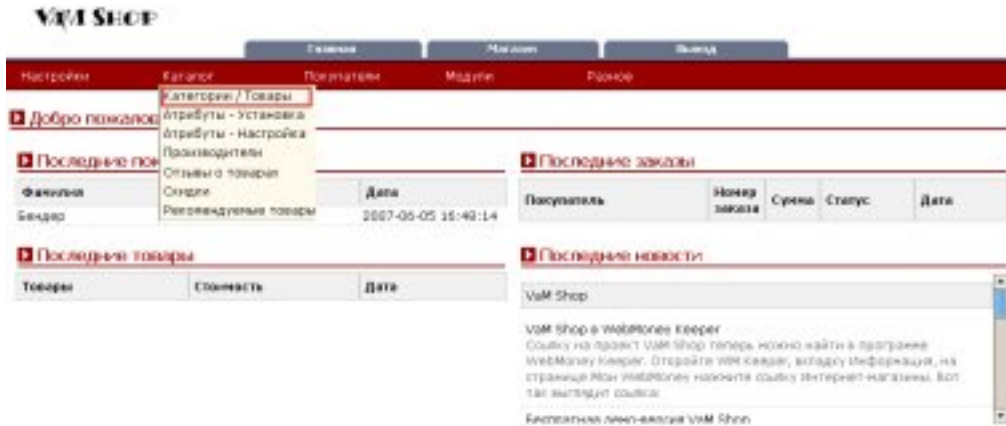 VaM Shop
Главная Магазин Выход
Настройки Каталог Покупатели Модули Разное
Категории / Товары
Добро пожалов
Атрибуты - Установка
Атрибуты - Настройка
Производители
Отзывы о товарах
Скидки
Рекомендуемые товары
Последние пок
Фамилия Дата
Бендер 2007-06-05 16:48:14
Последние заказы
Покупатель Номер заказа Сумма Статус Дата
Последние товары
Товары Стоимость Дата
Последние новости
VaM Shop
VaM Shop в WebMoney Keeper
Ссылку на проект VaM Shop теперь можно найти в программе
WebMoney Keeper. Откройте WM Keeper, вкладку Информация, на
странице Мои WebMoney нажмите ссылку Интернет-магазины. Вот
так выглядит ссылка:
Бесплатная демо-версия VaM Shop